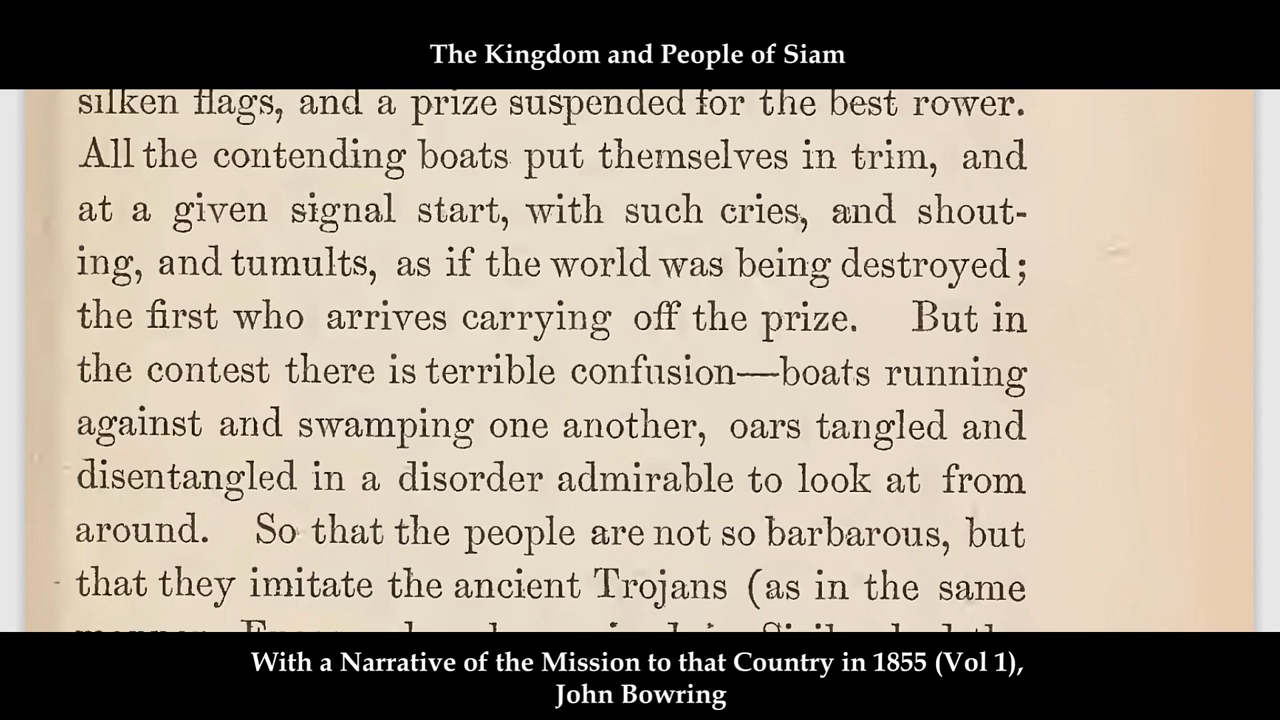 The Kingdom and People of Siam
silken flags, and a prize suspended for the best rower.
All the contending boats put themselves in trim, and
at a given signal start, with such cries, and shout-
ing, and tumults, as if the world was being destroyed;
the first who arrives carrying off the prize. But in
the contest there is terrible confusion—boats running
against and swamping one another, oars tangled and
disentangled in a disorder admirable to look at from
around. So that the people are not so barbarous, but
that they imitate the ancient Trojans (as in the same
With a Narrative of the Mission to that Country in 1855 (Vol 1),
John Bowring